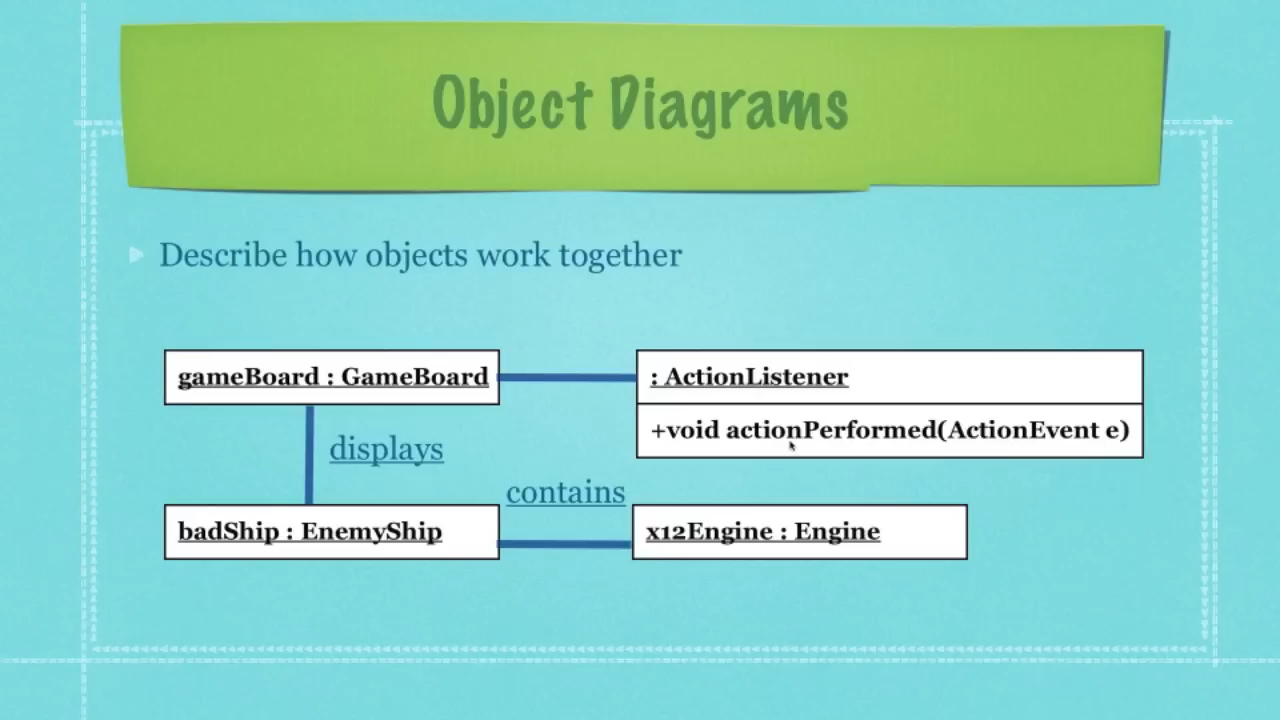 Object Diagrams
Describe how objects work together
gameBoard : GameBoard
: ActionListener
+void actionPerformed(ActionEvent e)
displays
contains
badShip : EnemyShip
x12Engine : Engine